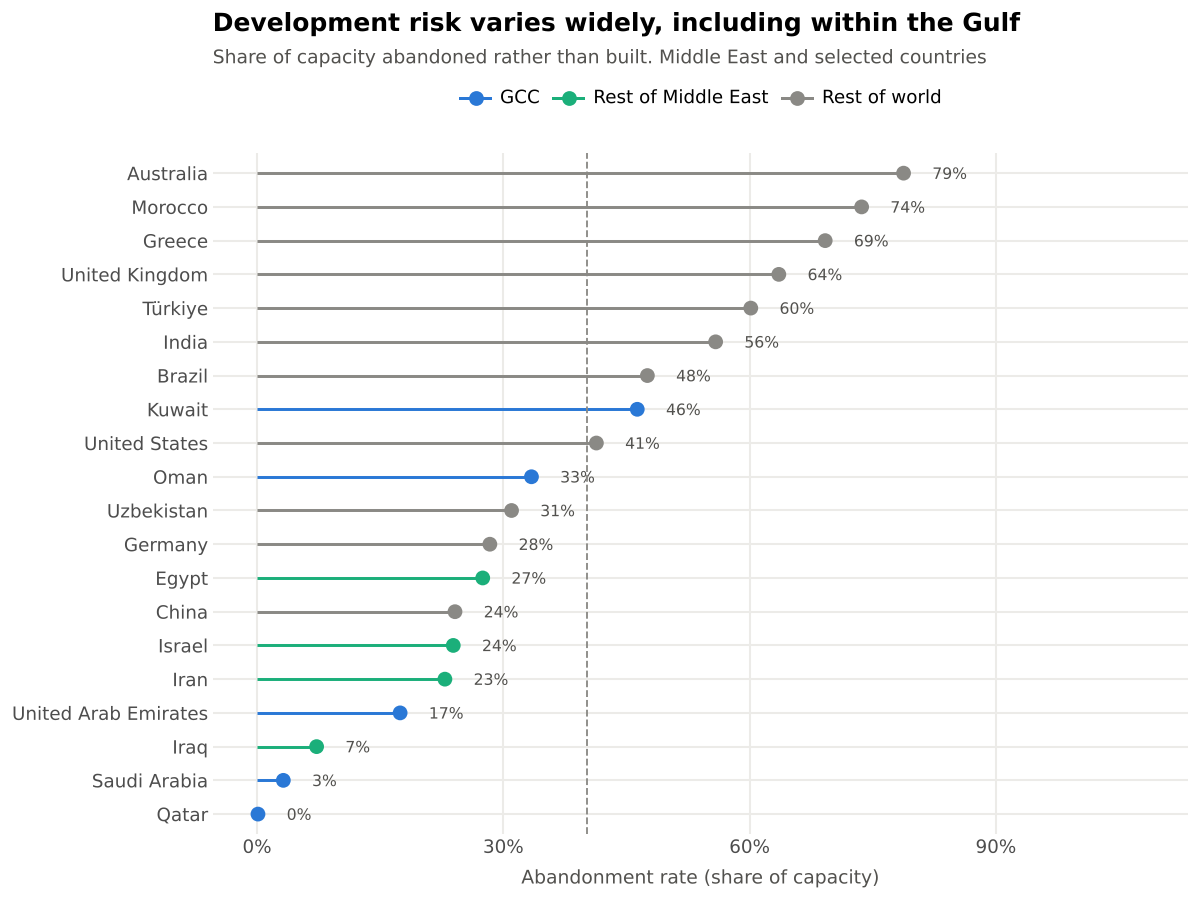 Development risk varies widely, including within the Gulf
Share of capacity abandoned rather than built. Middle East and selected countries
GCC Rest of Middle East Rest of world
Australia 79%
Morocco 74%
Greece 69%
United Kingdom 64%
Türkiye 60%
India 56%
Brazil 48%
Kuwait 46%
United States 41%
Oman 33%
Uzbekistan 31%
Germany 28%
Egypt 27%
China 24%
Israel 24%
Iran 23%
United Arab Emirates 17%
Iraq 7%
Saudi Arabia 3%
Qatar 0%
0% 30% 60% 90%
Abandonment rate (share of capacity)